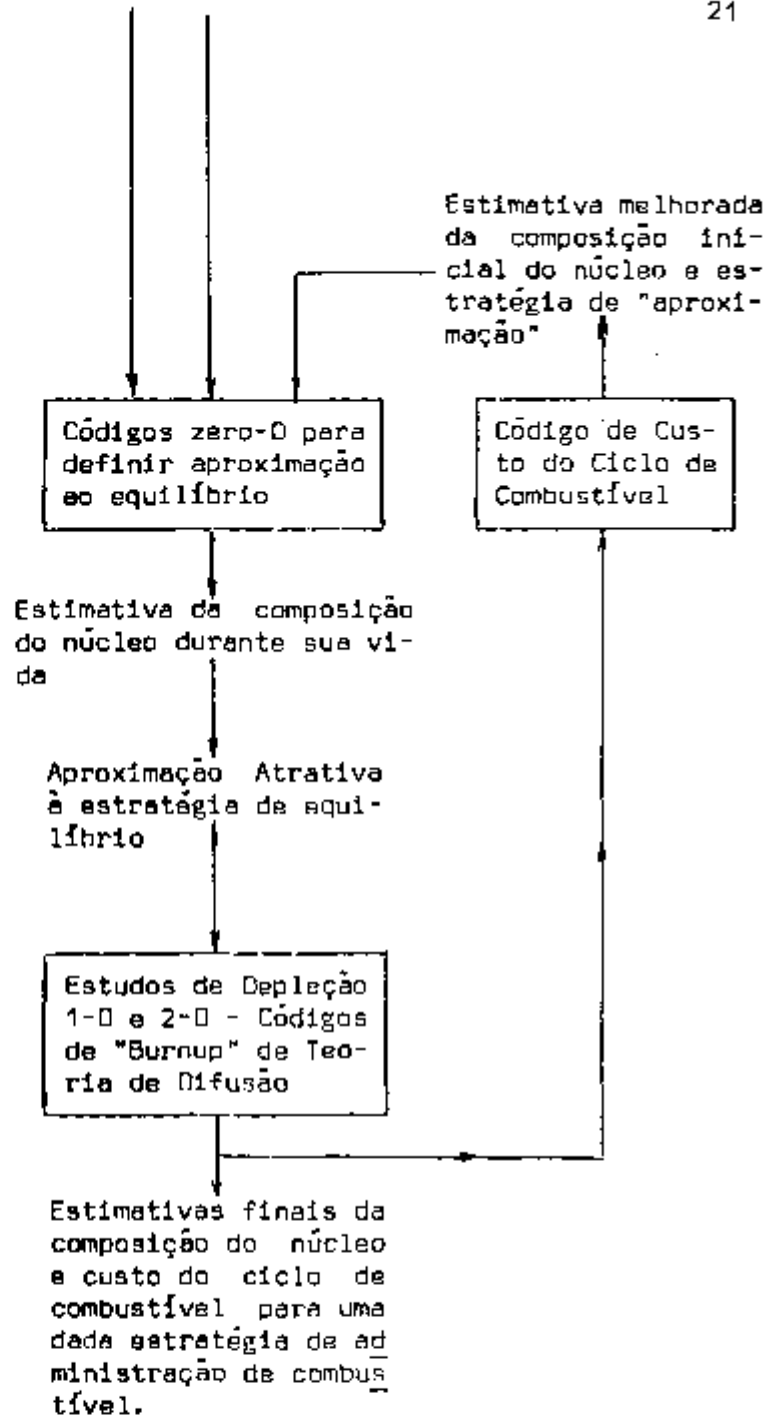 21
Estimativa melhorada
da composição ini-
cial do núcleo e es-
tratégia de "aproxi-
mação"
Códigos zero-D para
definir aproximação
ao equilíbrio
Código de Cus-
to do Ciclo de
Combustível
Estimativa da composição
do núcleo durante sua vi-
da
Aproximação Atrativa
à estratégia de equi-
líbrio
Estudos de Depleção
1-D e 2-D - Códigos
de "Burnup" de Teo-
ria de Difusão
Estimativas finais da
composição do núcleo
e custo do ciclo de
combustível para uma
dada estratégia de ad
ministração de combus
tível.